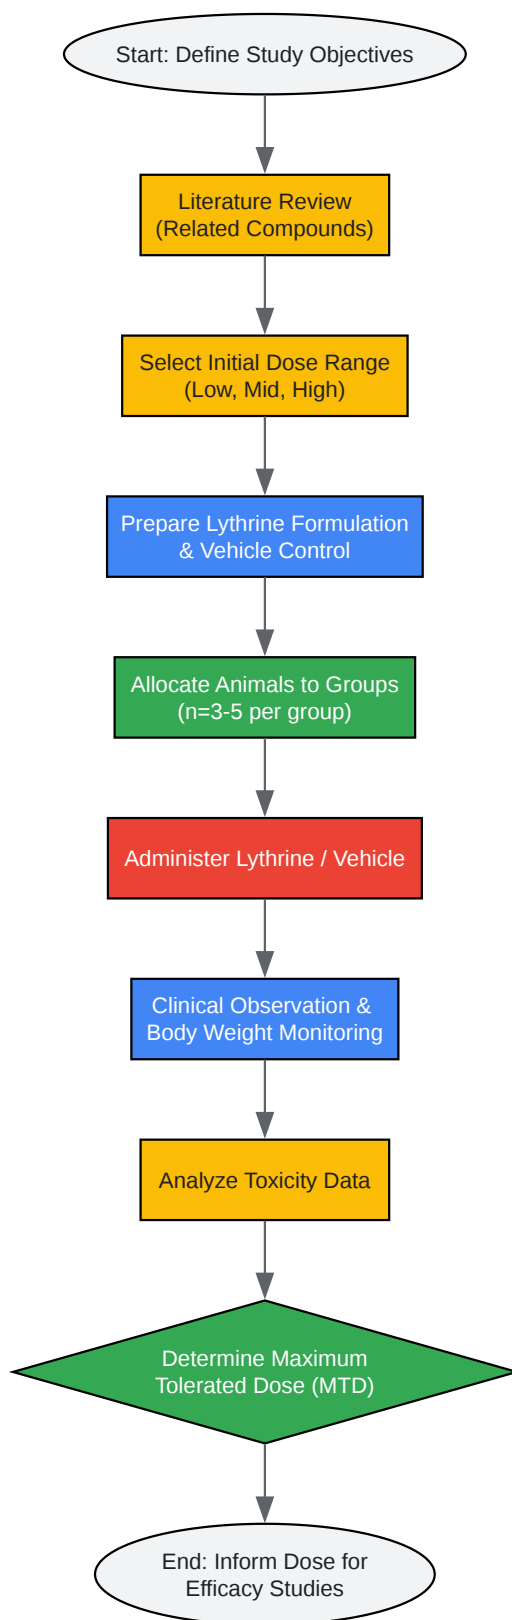 Start: Define Study Objectives
Literature Review
(Related Compounds)
Select Initial Dose Range
(Low, Mid, High)
Prepare Lythrine Formulation
& Vehicle Control
Allocate Animals to Groups
(n=3-5 per group)
Administer Lythrine / Vehicle
Clinical Observation &
Body Weight Monitoring
Analyze Toxicity Data
Determine Maximum
Tolerated Dose (MTD)
End: Inform Dose for
Efficacy Studies